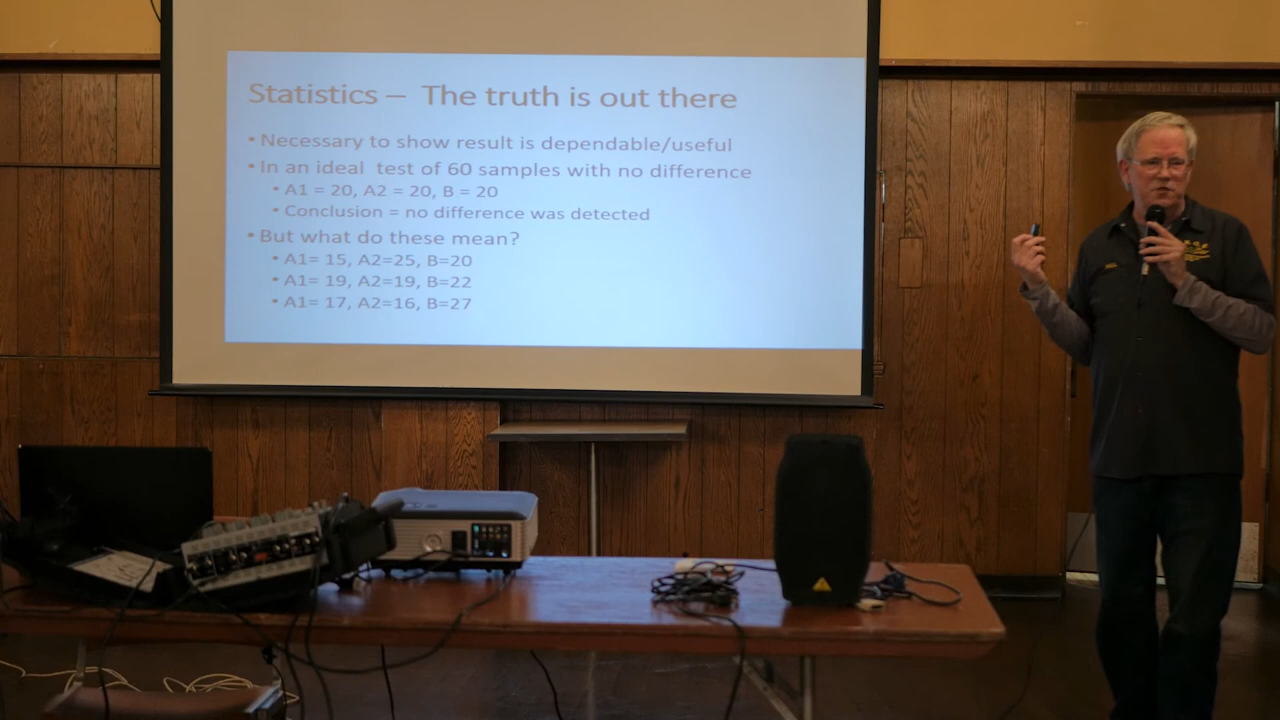 Statistics – The truth is out there
• Necessary to show result is dependable/useful
• In an ideal test of 60 samples with no difference
• A1 = 20, A2 = 20, B = 20
• Conclusion = no difference was detected
• But what do these mean?
• A1= 15, A2=25, B=20
• A1= 19, A2=19, B=22
• A1= 17, A2=16, B=27